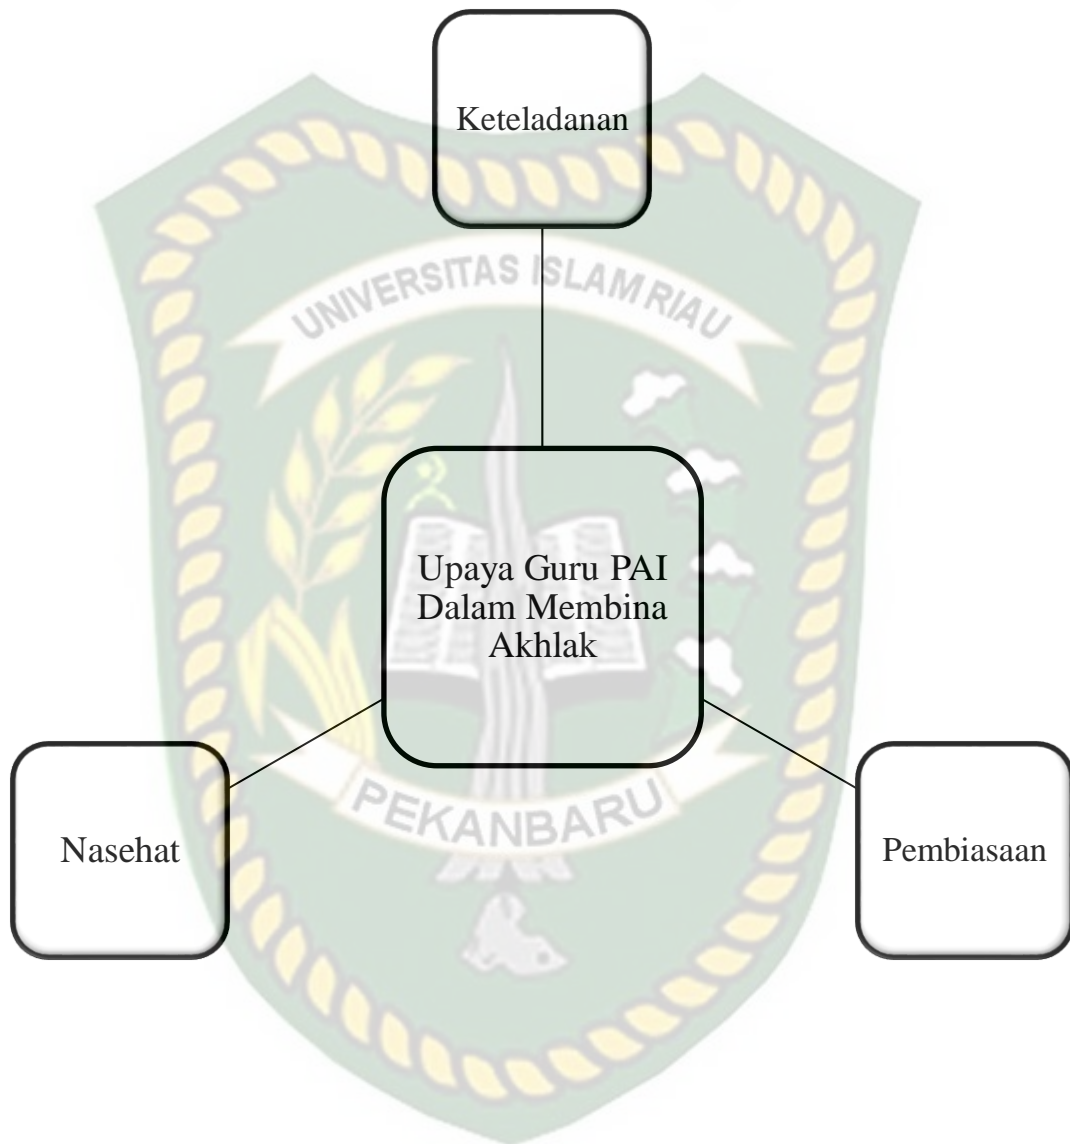 Keteladanan
UNIVERSITAS ISLAM RIAU
Upaya Guru PAI
Dalam Membina
Akhlak
Nasehat
Pembiasaan
PEKANBARU